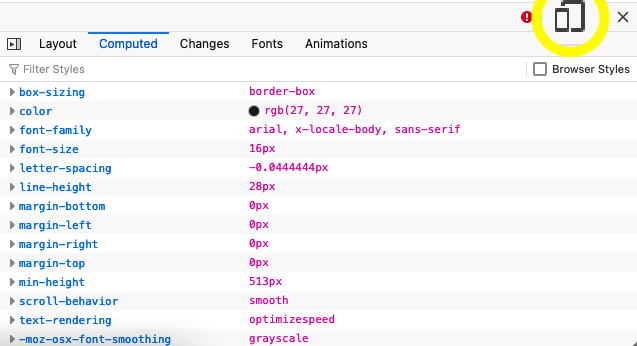 Layout Computed Changes Fonts Animations
Filter Styles Browser Styles
box-sizing border-box
color rgb(27, 27, 27)
font-family arial, x-locale-body, sans-serif
font-size 16px
letter-spacing -0.0444444px
line-height 28px
margin-bottom 0px
margin-left 0px
margin-right 0px
margin-top 0px
min-height 513px
scroll-behavior smooth
text-rendering optimizespeed
-moz-osx-font-smoothing grayscale